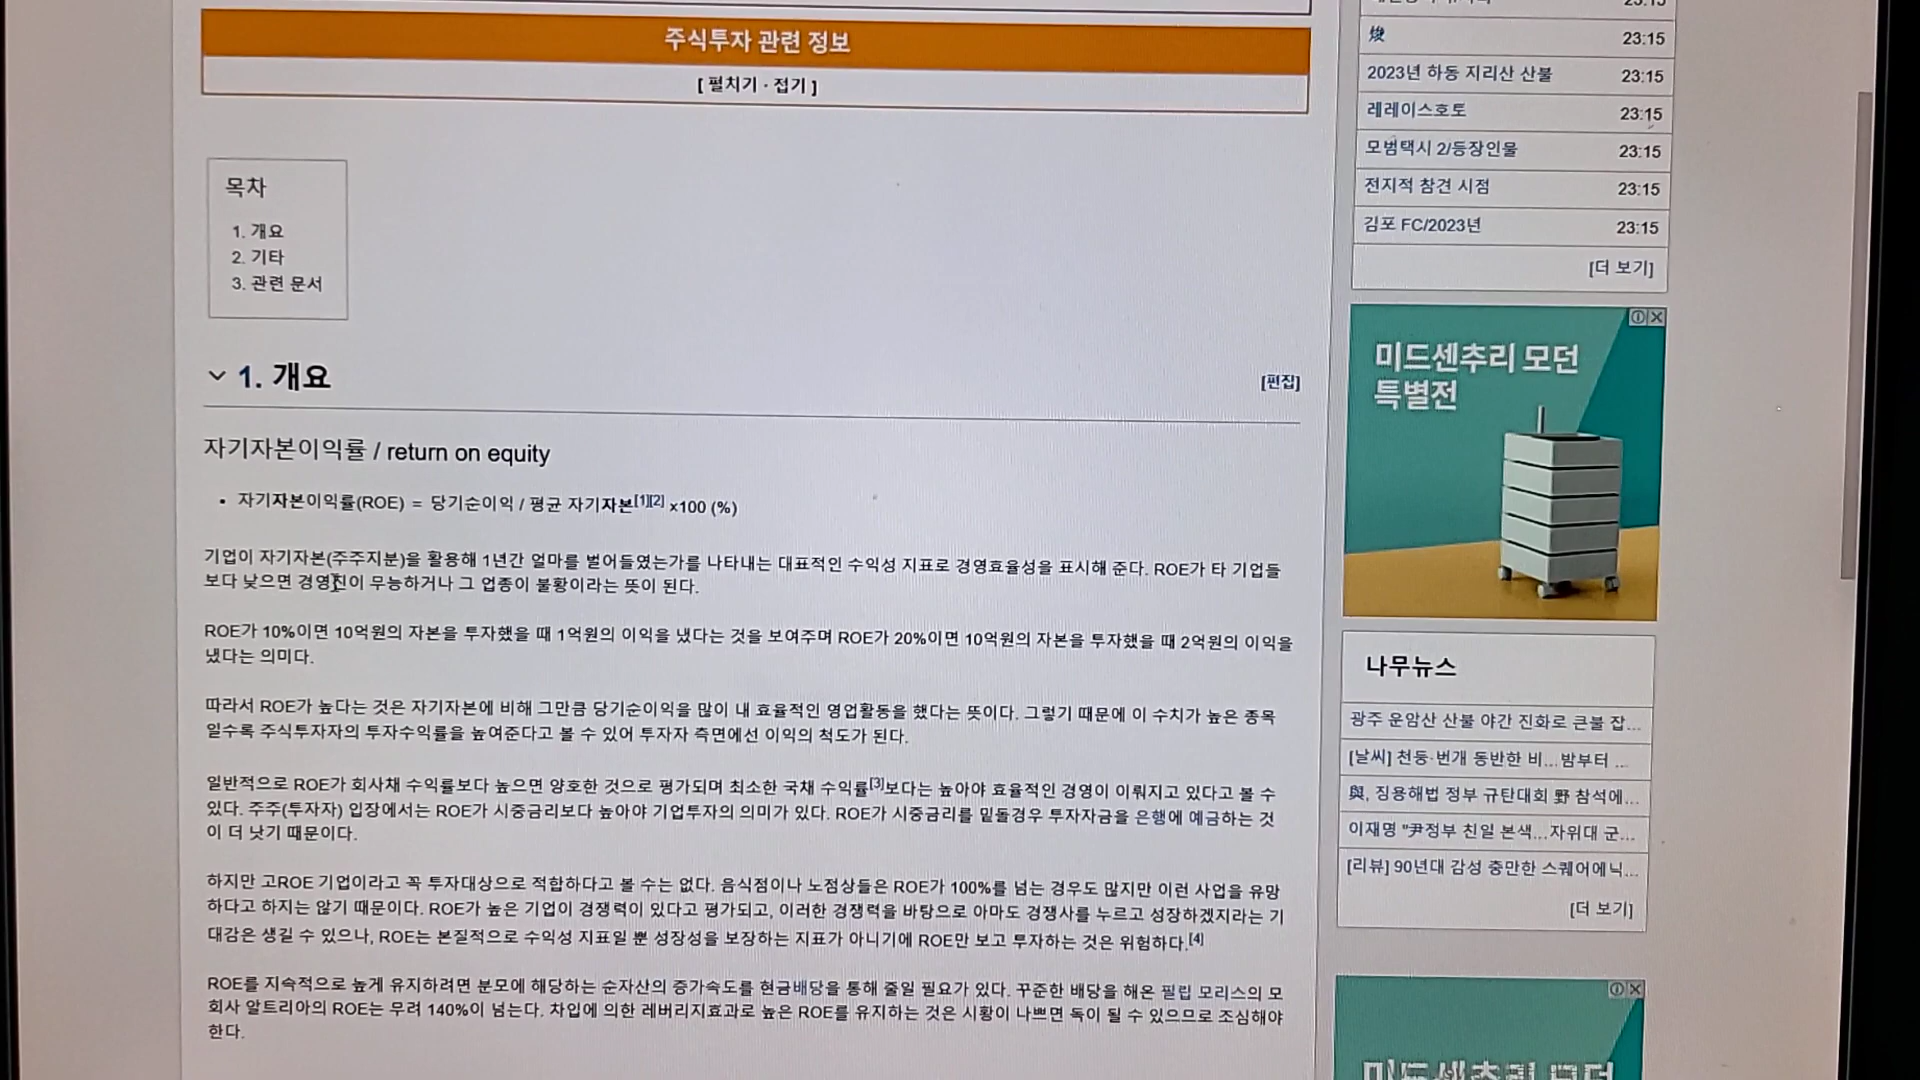 주식투자 관련 정보
[ 펼치기 · 접기 ]
목차
1. 개요
2. 기타
3. 관련 문서
1. 개요
[편집]
자기자본이익률 / return on equity
• 자기자본이익률(ROE) = 당기순이익 / 평균 자기자본[1][2] ×100 (%)
기업이 자기자본(주주지분)을 활용해 1년간 얼마를 벌어들였는가를 나타내는 대표적인 수익성 지표로 경영효율성을 표시해 준다. ROE가 타 기업들
보다 낮으면 경영진이 무능하거나 그 업종이 불황이라는 뜻이 된다.
ROE가 10%이면 10억원의 자본을 투자했을 때 1억원의 이익을 냈다는 것을 보여주며 ROE가 20%이면 10억원의 자본을 투자했을 때 2억원의 이익을
냈다는 의미다.
따라서 ROE가 높다는 것은 자기자본에 비해 그만큼 당기순이익을 많이 내 효율적인 영업활동을 했다는 뜻이다. 그렇기 때문에 이 수치가 높은 종목
일수록 주식투자자의 투자수익률을 높여준다고 볼 수 있어 투자자 측면에선 이익의 척도가 된다.
일반적으로 ROE가 회사채 수익률보다 높으면 양호한 것으로 평가되며 최소한 국채 수익률[3]보다는 높아야 효율적인 경영이 이뤄지고 있다고 볼 수
있다. 주주(투자자) 입장에서는 ROE가 시중금리보다 높아야 기업투자의 의미가 있다. ROE가 시중금리를 밑돌경우 투자자금을 은행에 예금하는 것
이 더 낫기 때문이다.
하지만 고ROE 기업이라고 꼭 투자대상으로 적합하다고 볼 수는 없다. 음식점이나 노점상들은 ROE가 100%를 넘는 경우도 많지만 이런 사업을 유망
하다고 하지는 않기 때문이다. ROE가 높은 기업이 경쟁력이 있다고 평가되고, 이러한 경쟁력을 바탕으로 아마도 경쟁사를 누르고 성장하겠지라는 기
대감은 생길 수 있으나, ROE는 본질적으로 수익성 지표일 뿐 성장성을 보장하는 지표가 아니기에 ROE만 보고 투자하는 것은 위험하다.[4]
ROE를 지속적으로 높게 유지하려면 분모에 해당하는 순자산의 증가속도를 현금배당을 통해 줄일 필요가 있다. 꾸준한 배당을 해온 필립 모리스의 모
회사 알트리아의 ROE는 무려 140%이 넘는다. 차입에 의한 레버리지효과로 높은 ROE를 유지하는 것은 시황이 나쁘면 독이 될 수 있으므로 조심해야
한다.
23:15
焌 23:15
2023년 하동 지리산 산불 23:15
레레이스호토 23:15
모범택시 2/등장인물 23:15
전지적 참견 시점 23:15
김포 FC/2023년 23:15
[더 보기]
미드센추리 모던
특별전
나무뉴스
광주 운암산 산불 야간 진화로 큰불 잡...
[날씨] 천둥·번개 동반한 비...밤부터 ...
與, 징용해법 정부 규탄대회 野 참석에...
이재명 "尹정부 친일 본색...자위대 군...
[리뷰] 90년대 감성 충만한 스퀘어에닉...
[더 보기]
미드센추리 모던